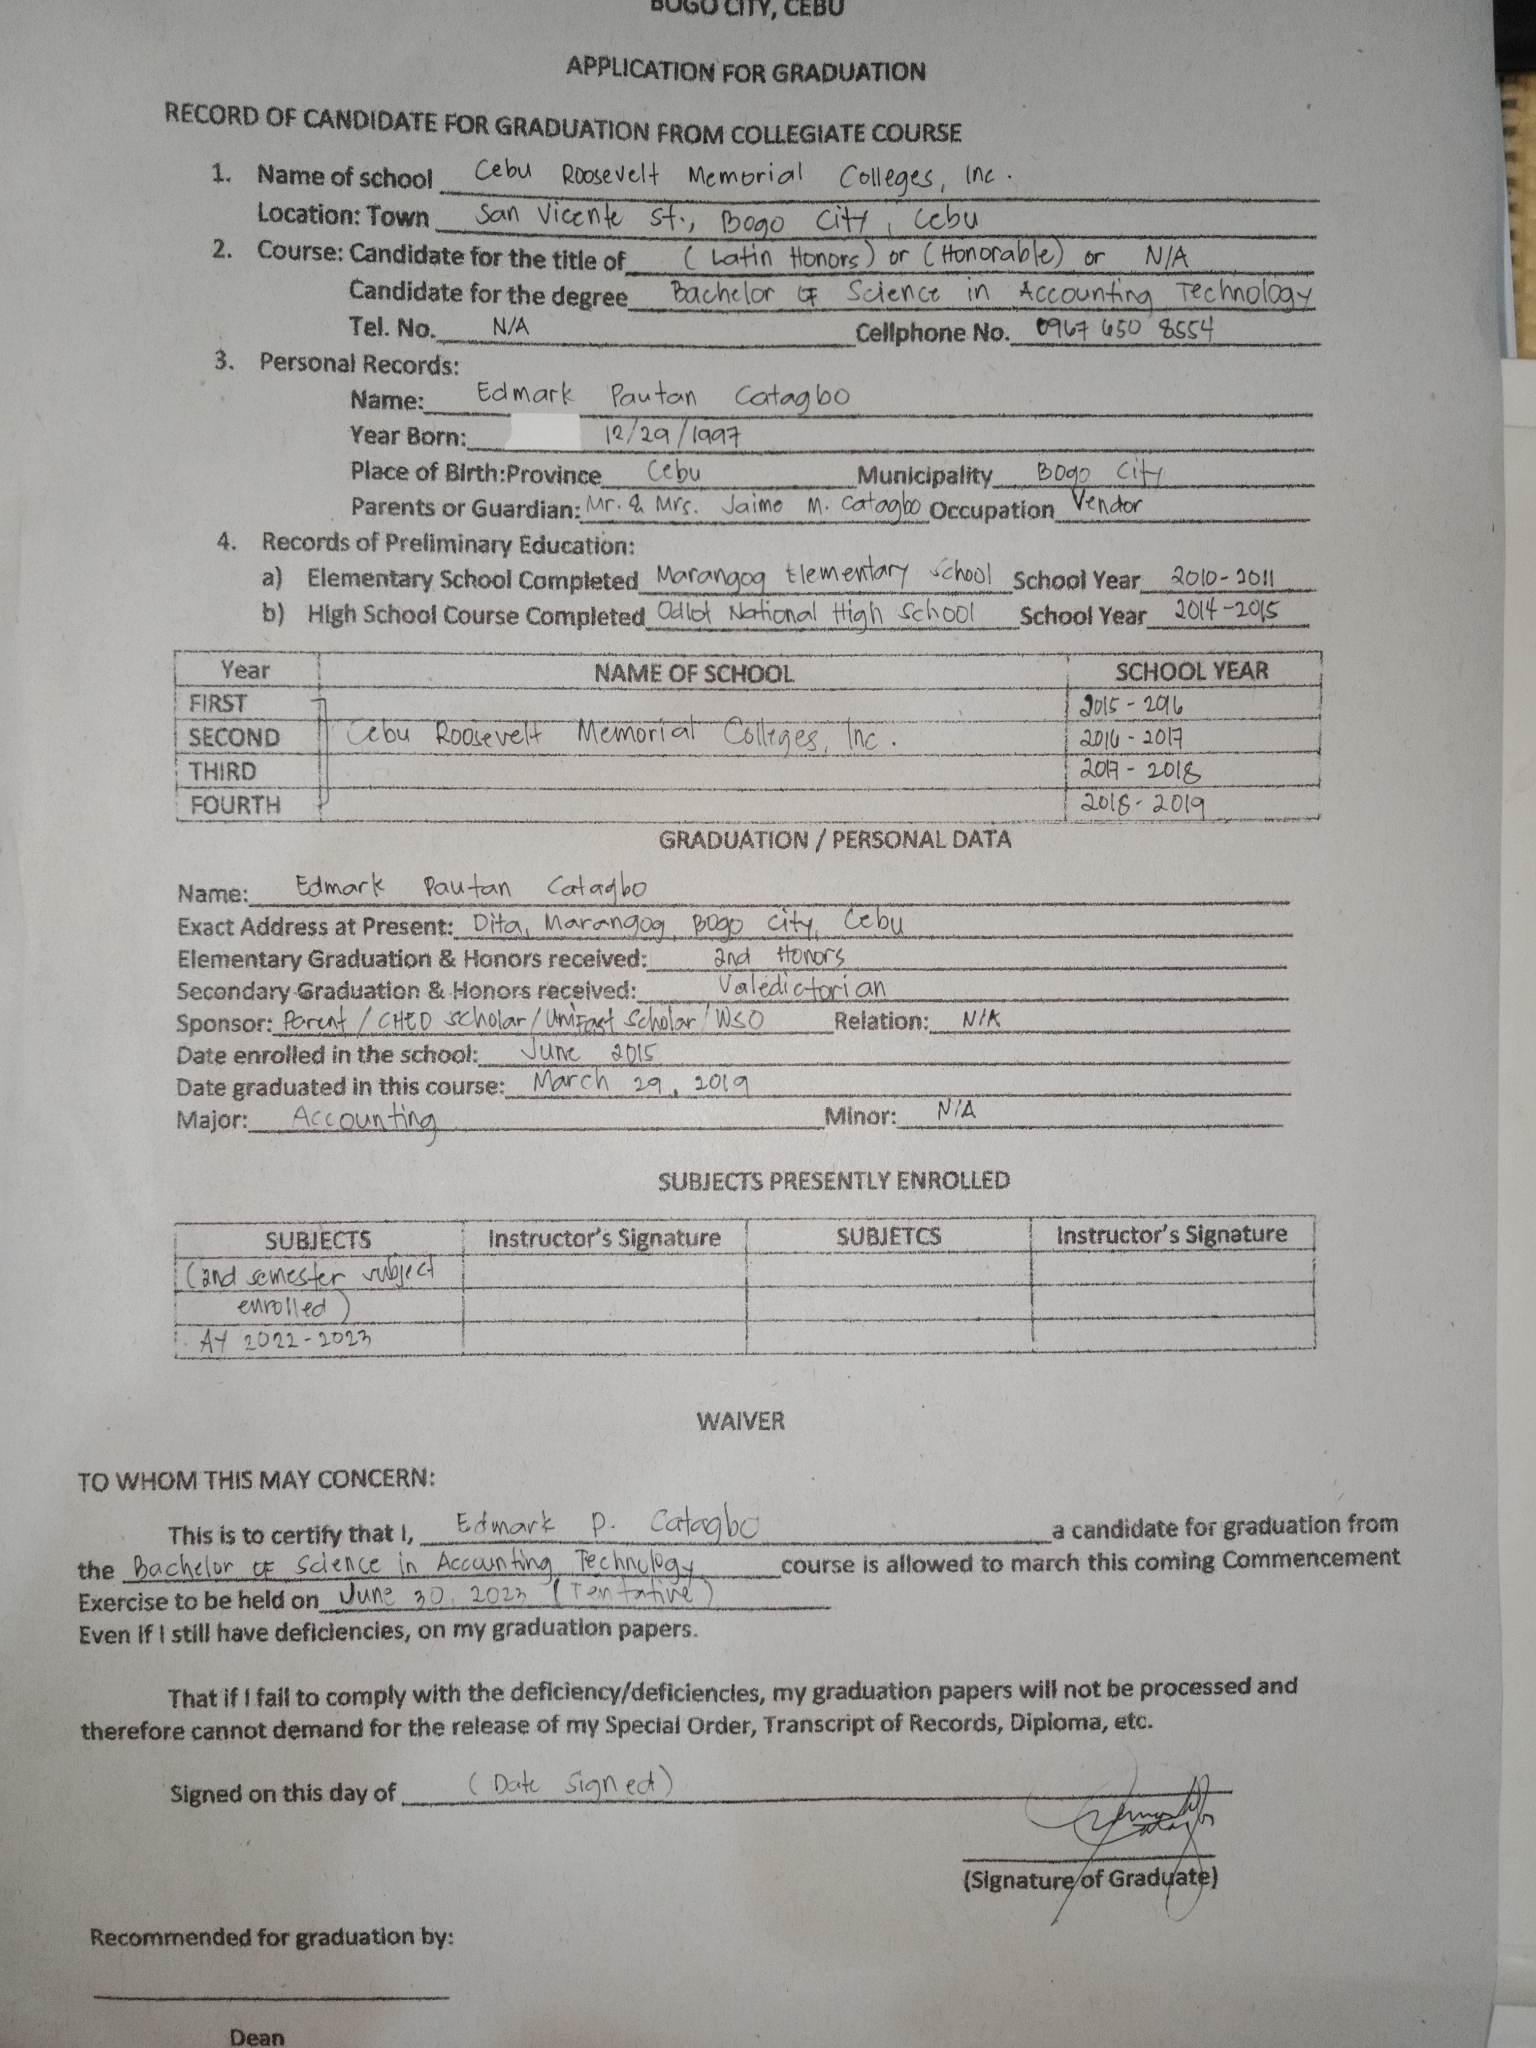 BOGO CITY, CEBU
APPLICATION FOR GRADUATION
RECORD OF CANDIDATE FOR GRADUATION FROM COLLEGIATE COURSE
1. Name of school Cebu Roosevelt Memorial Colleges, Inc.
Location: Town San Vicente St., Bogo City, Cebu
2. Course: Candidate for the title of (Latin Honors) or (Honorable) or N/A
Candidate for the degree Bachelor of Science in Accounting Technology
Tel. No. N/A Cellphone No. 0967 650 8554
3. Personal Records:
Name: Edmark Pautan Catagbo
Year Born: 12/29/1997
Place of Birth:Province Cebu Municipality Bogo City
Parents or Guardian: Mr. & Mrs. Jaime M. Catagbo Occupation Vendor
4. Records of Preliminary Education:
a) Elementary School Completed Marangog Elementary School School Year 2010-2011
b) High School Course Completed Odlot National High School School Year 2014-2015
Year NAME OF SCHOOL SCHOOL YEAR
FIRST 2015 - 2016
SECOND Cebu Roosevelt Memorial Colleges, Inc. 2016 - 2017
THIRD 2017 - 2018
FOURTH 2018 - 2019
GRADUATION / PERSONAL DATA
Name: Edmark Pautan Catagbo
Exact Address at Present: Dita, Marangog, Bogo City, Cebu
Elementary Graduation & Honors received: 2nd Honors
Secondary Graduation & Honors received: Valedictorian
Sponsor: Parent / CHED Scholar / UniFast Scholar / WSO Relation: N/A
Date enrolled in the school: June 2015
Date graduated in this course: March 29, 2019
Major: Accounting Minor: N/A
SUBJECTS PRESENTLY ENROLLED
SUBJECTS Instructor's Signature SUBJETCS Instructor's Signature
(2nd semester subject
enrolled)
AY 2022-2023
WAIVER
TO WHOM THIS MAY CONCERN:
This is to certify that I, Edmark P. Catagbo a candidate for graduation from
the Bachelor of Science in Accounting Technology course is allowed to march this coming Commencement
Exercise to be held on June 30, 2023 (Tentative)
Even if I still have deficiencies, on my graduation papers.
That if I fail to comply with the deficiency/deficiencies, my graduation papers will not be processed and
therefore cannot demand for the release of my Special Order, Transcript of Records, Diploma, etc.
Signed on this day of (Date Signed)
(Signature of Graduate)
Recommended for graduation by:
Dean